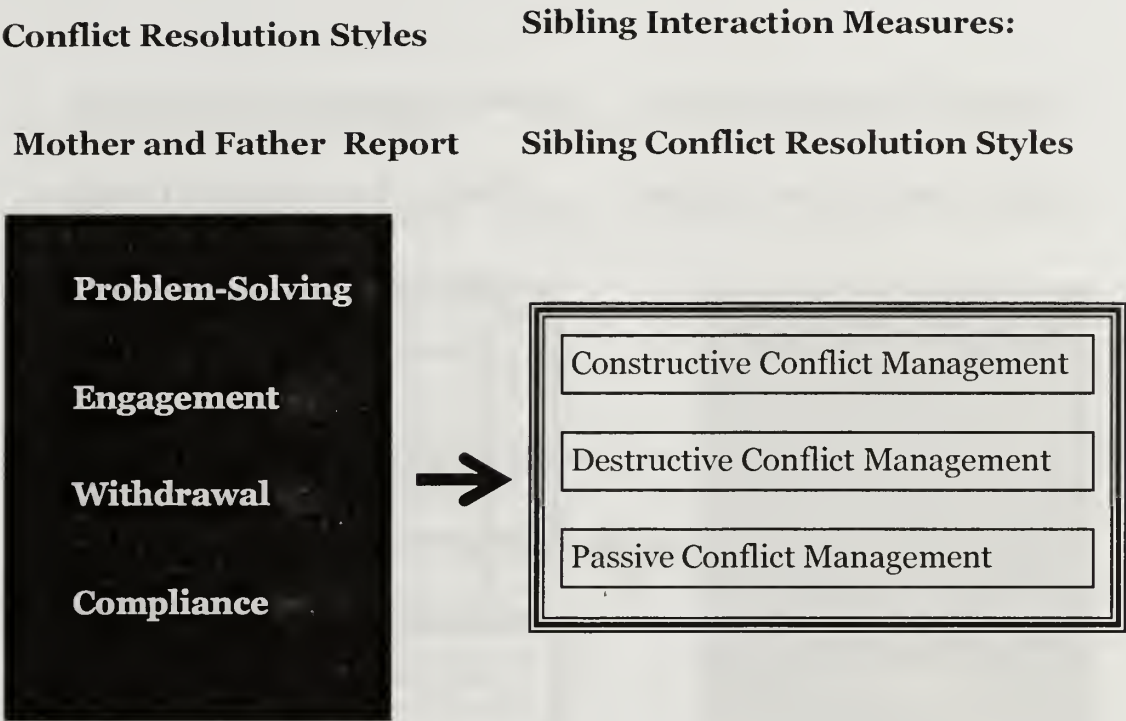 Conflict Resolution Styles
Mother and Father Report
Problem-Solving
Engagement
Withdrawal
Compliance
Sibling Interaction Measures:
Sibling Conflict Resolution Styles
Constructive Conflict Management
Destructive Conflict Management
Passive Conflict Management